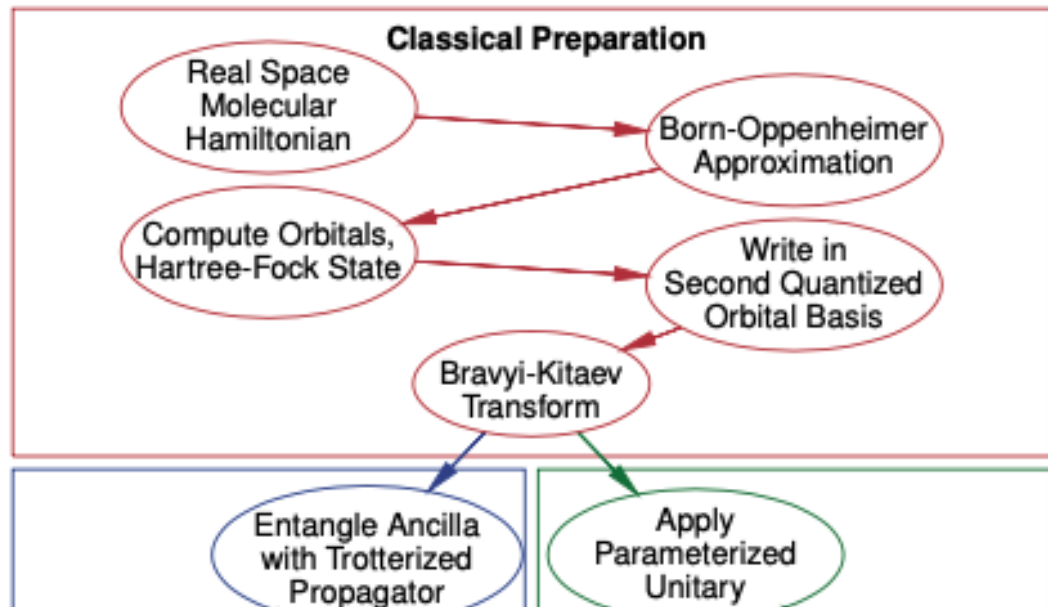 Classical Preparation
Real Space
Molecular
Hamiltonian
Born-Oppenheimer
Approximation
Compute Orbitals,
Hartree-Fock State
Write in
Second Quantized
Orbital Basis
Bravyi-Kitaev
Transform
Entangle Ancilla
with Trotterized
Propagator
Apply
Parameterized
Unitary